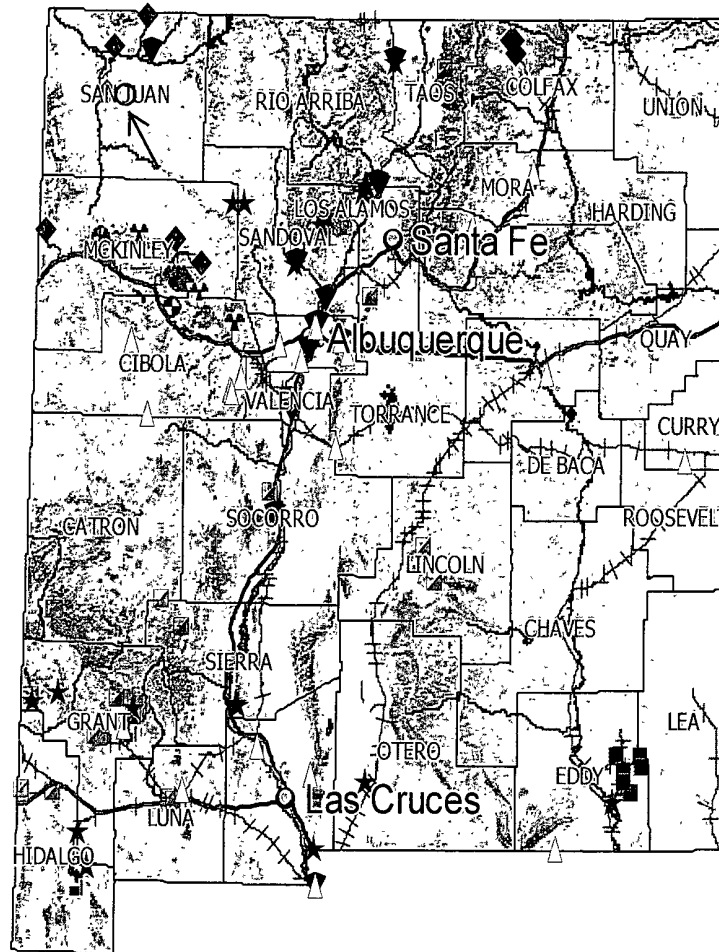 SAN JUAN
RIO ARRIBA
TAOS
COLFAX
UNION
MORA
LOS ALAMOS
HARDING
SANDOVAL
MCKINLEY
Santa Fe
Albuquerque
QUAY
CIBOLA
VALENCIA
TORRANCE
CURRY
DE BACA
CATRON
SOCORRO
ROOSEVELT
LINCOLN
CHAVES
SIERRA
GRANT
LEA
OTERO
EDDY
Las Cruces
LUNA
HIDALGO